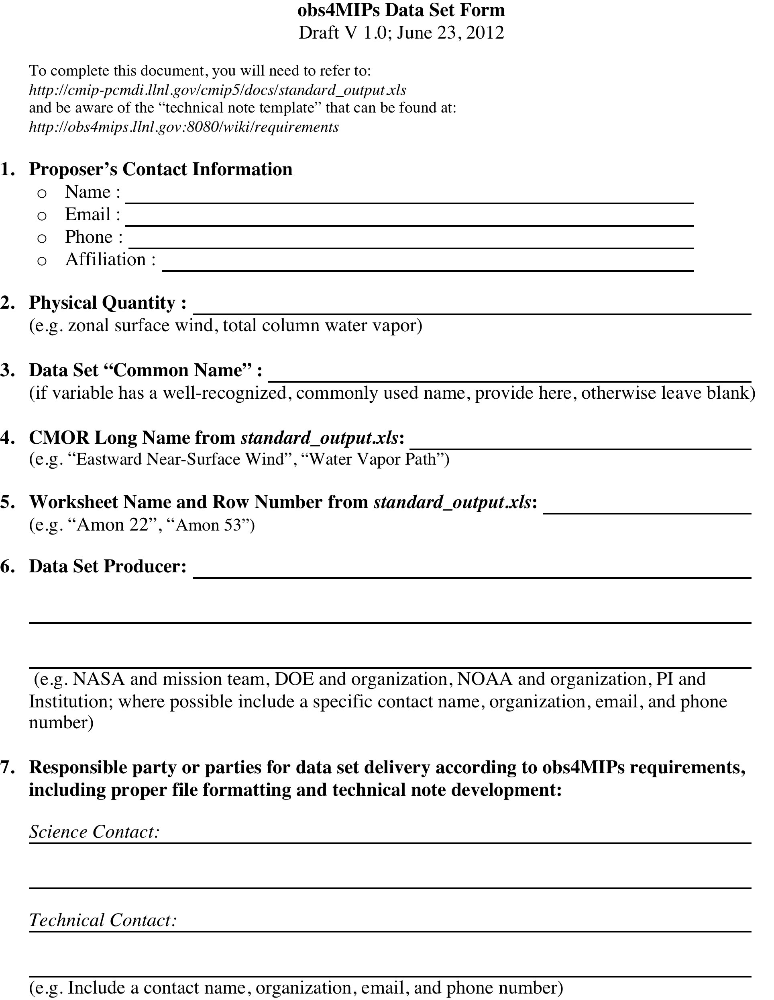 obs4MIPs Data Set Form
Draft V 1.0; June 23, 2012
To complete this document, you will need to refer to:
http://cmip-pcmdi.llnl.gov/cmip5/docs/standard_output.xls
and be aware of the “technical note template” that can be found at:
http://obs4mips.llnl.gov:8080/wiki/requirements
1. Proposer’s Contact Information
o Name :
o Email :
o Phone :
o Affiliation :
2. Physical Quantity :
(e.g. zonal surface wind, total column water vapor)
3. Data Set “Common Name” :
(if variable has a well-recognized, commonly used name, provide here, otherwise leave blank)
4. CMOR Long Name from standard_output.xls:
(e.g. “Eastward Near-Surface Wind”, “Water Vapor Path”)
5. Worksheet Name and Row Number from standard_output.xls:
(e.g. “Amon 22”, “Amon 53”)
6. Data Set Producer:
(e.g. NASA and mission team, DOE and organization, NOAA and organization, PI and
Institution; where possible include a specific contact name, organization, email, and phone
number)
7. Responsible party or parties for data set delivery according to obs4MIPs requirements,
including proper file formatting and technical note development:
Science Contact:
Technical Contact:
(e.g. Include a contact name, organization, email, and phone number)